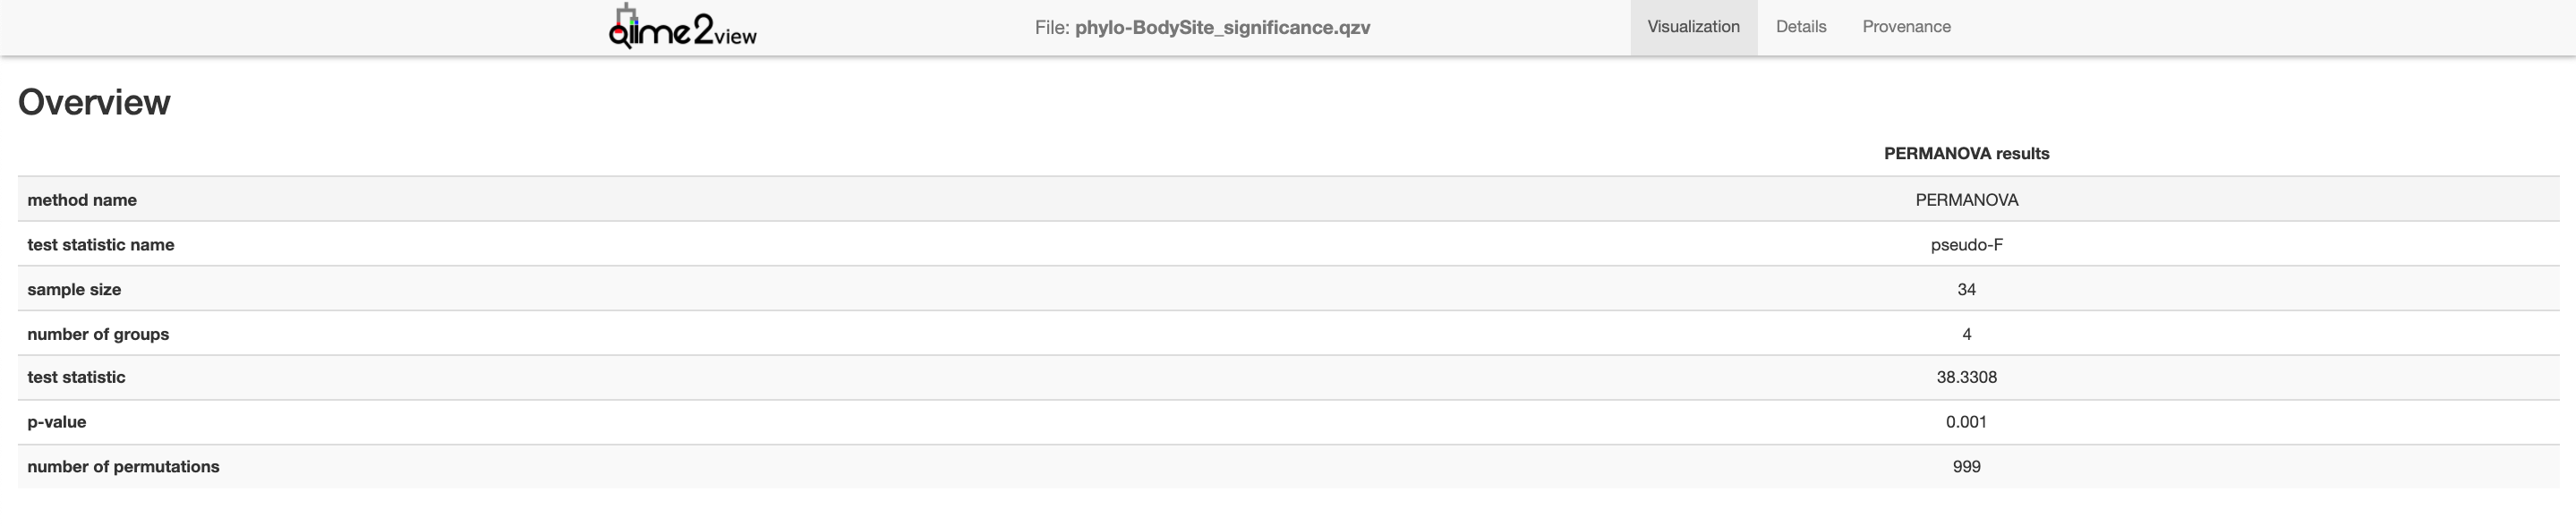 qiime2view File: phylo-BodySite_significance.qzv Visualization Details Provenance
Overview
PERMANOVA results
method name PERMANOVA
test statistic name pseudo-F
sample size 34
number of groups 4
test statistic 38.3308
p-value 0.001
number of permutations 999